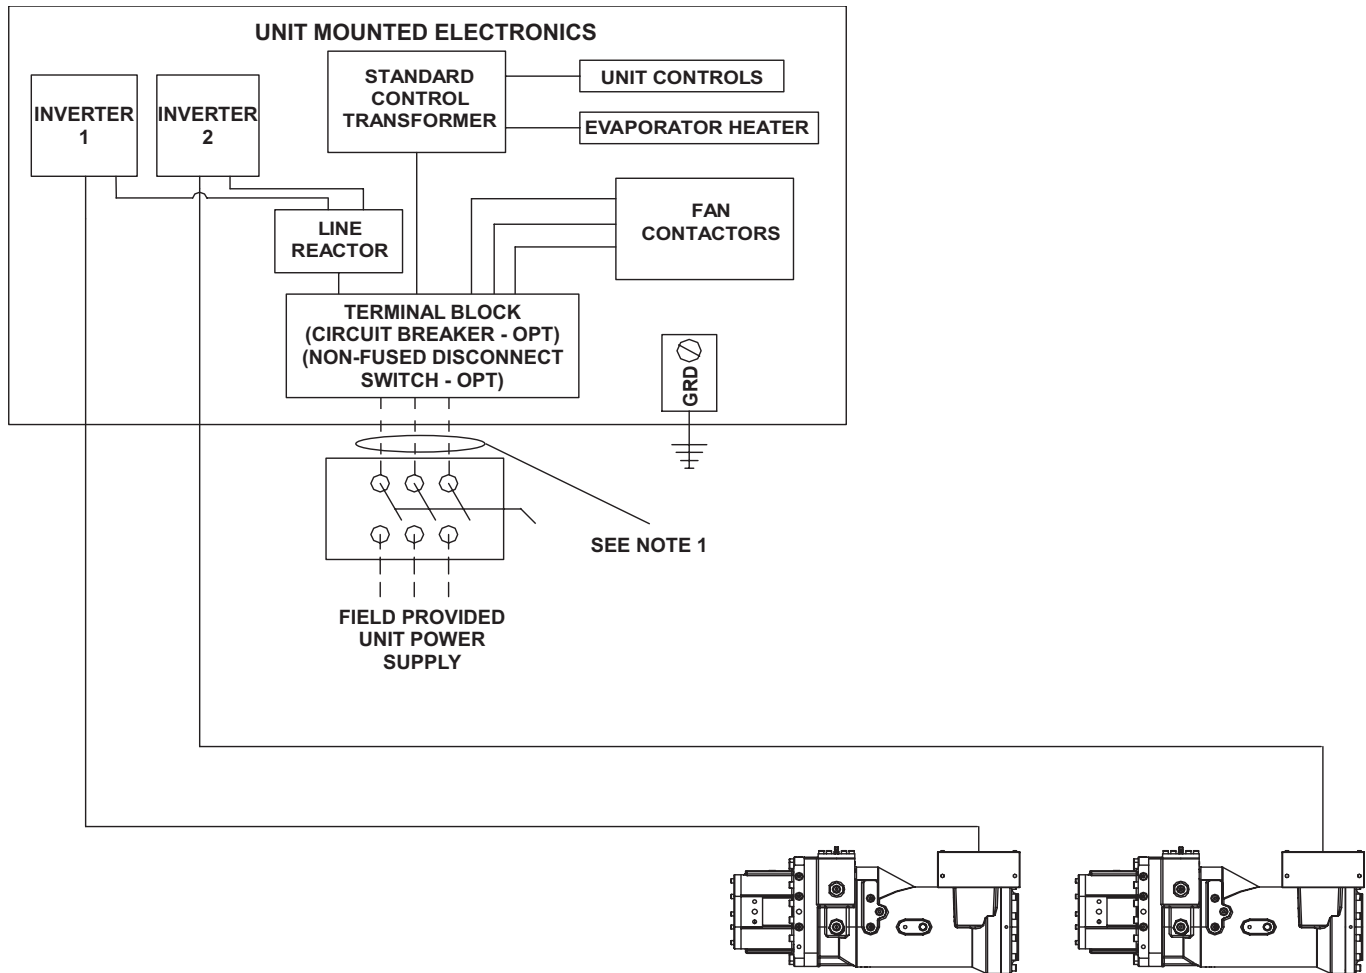 UNIT MOUNTED ELECTRONICS
INVERTER
1
INVERTER
2
STANDARD
CONTROL
TRANSFORMER
UNIT CONTROLS
EVAPORATOR HEATER
FAN
CONTACTORS
LINE
REACTOR
TERMINAL BLOCK
(CIRCUIT BREAKER - OPT)
(NON-FUSED DISCONNECT
SWITCH - OPT)
GRD
SEE NOTE 1
FIELD PROVIDED
UNIT POWER
SUPPLY